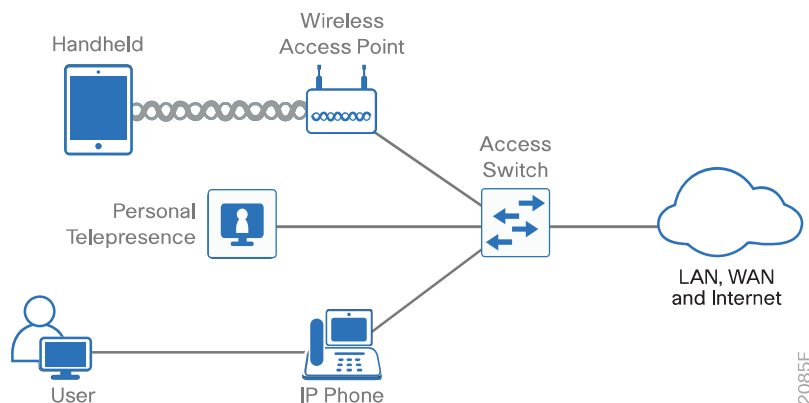 Wireless
Access Point
Handheld
Access
Switch
Personal
Telepresence
LAN, WAN
and Internet
User
IP Phone
2085F